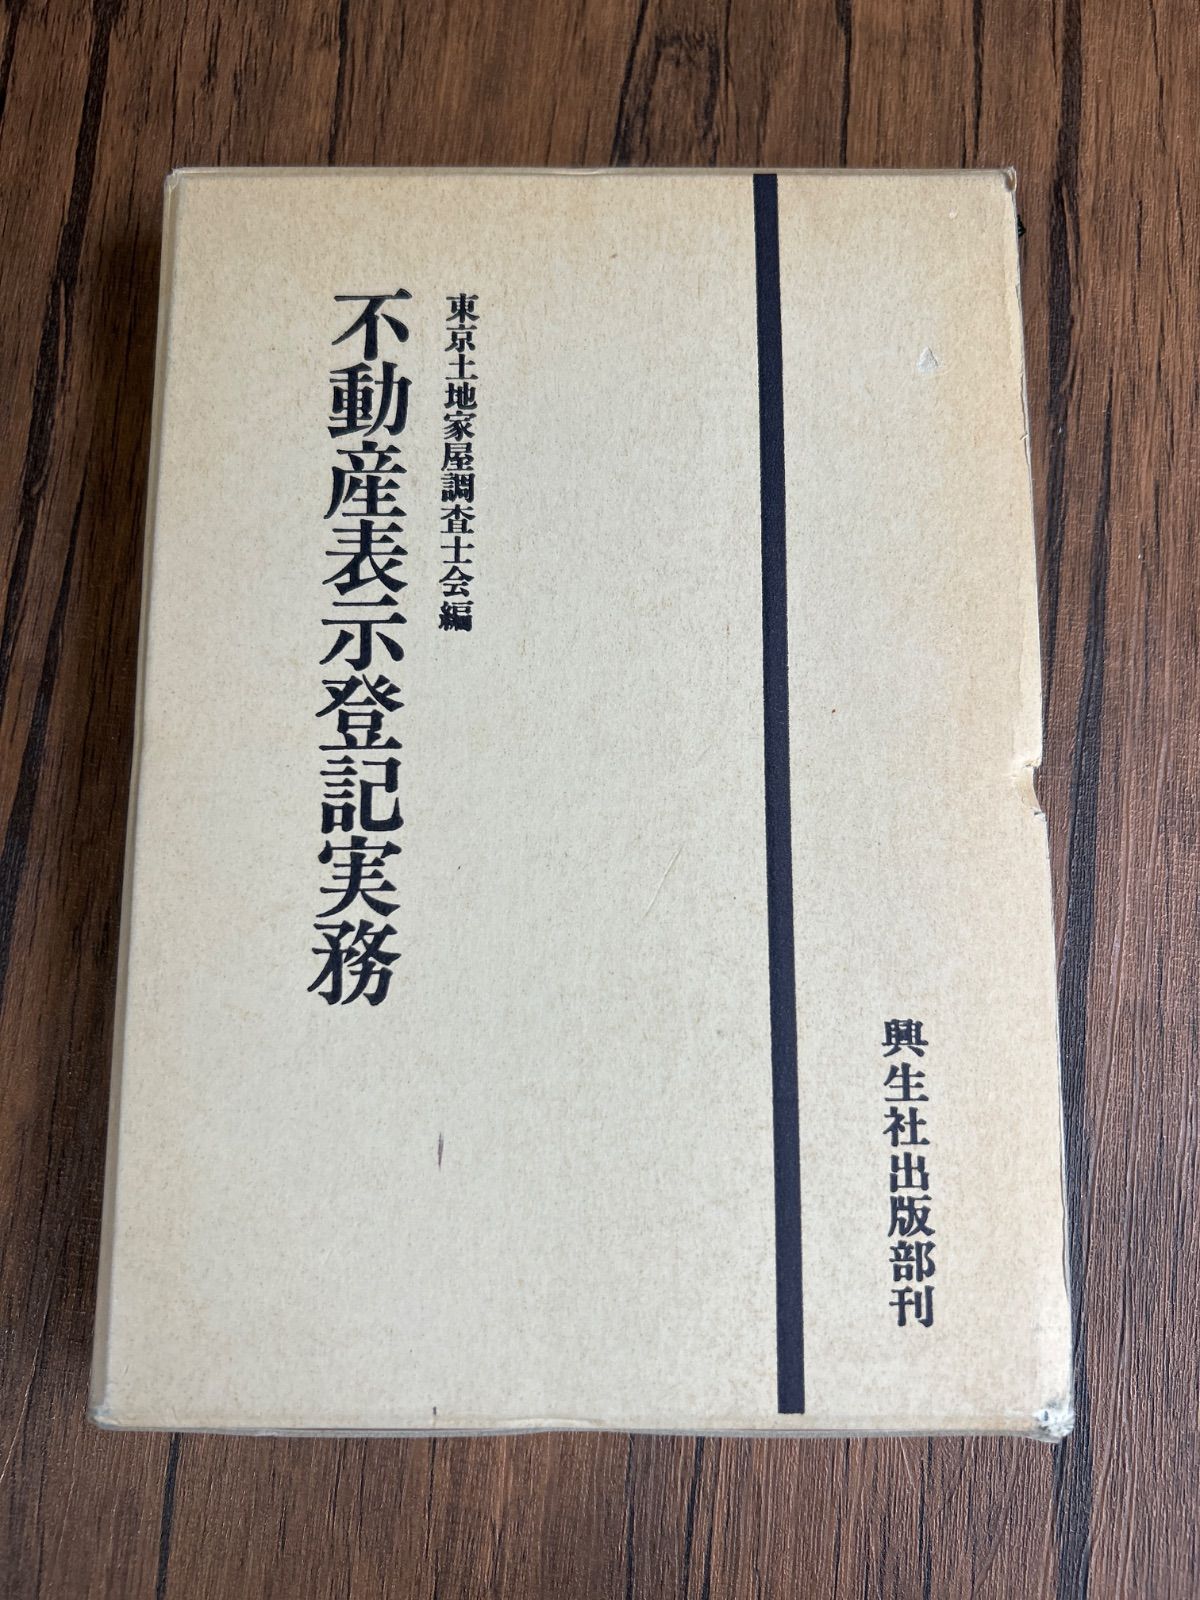 興生社出版部刊
東京土地家屋調査士会編
不動産表示登記実務